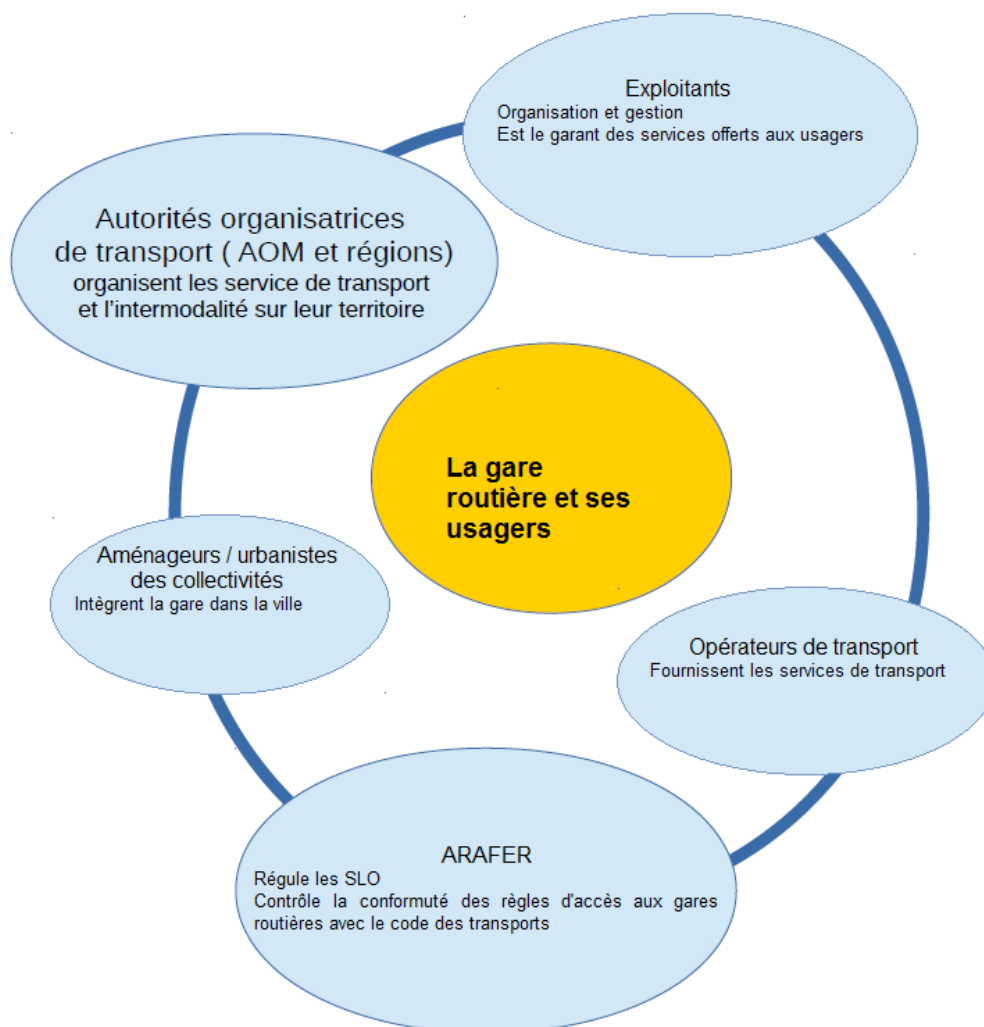 Exploitants
Organisation et gestion
Est le garant des services offerts aux usagers
Autorités organisatrices
de transport ( AOM et régions)
organisent les service de transport
et l'intermodalité sur leur territoire
La gare
routière et ses
usagers
Aménageurs / urbanistes
des collectivités
Intègrent la gare dans la ville
Opérateurs de transport
Fournissent les services de transport
ARAFER
Régule les SLO
Contrôle la conformuté des règles d'accès aux gares
routières avec le code des transports